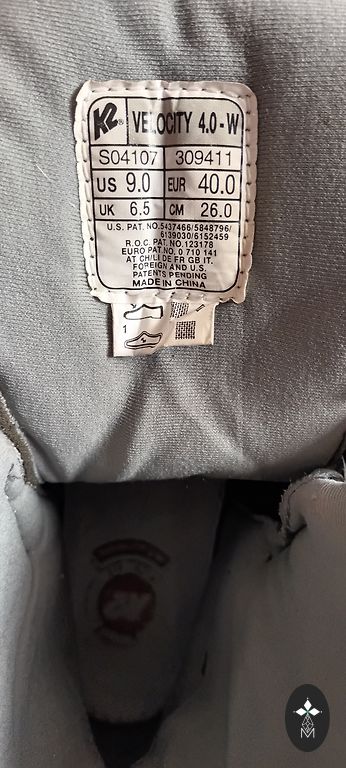 K2® VELOCITY 4.0-W
S04107 309411
US 9.0 EUR 40.0
UK 6.5 CM 26.0
U.S. PAT. NO.5437466/5848796/
6139030/6152459
R.O.C. PAT. NO.123178
EURO PAT.NO. 0 710 141
AT CH LI DE FR GB IT.
FOREIGN AND U.S.
PATENTS PENDING
MADE IN CHINA
1